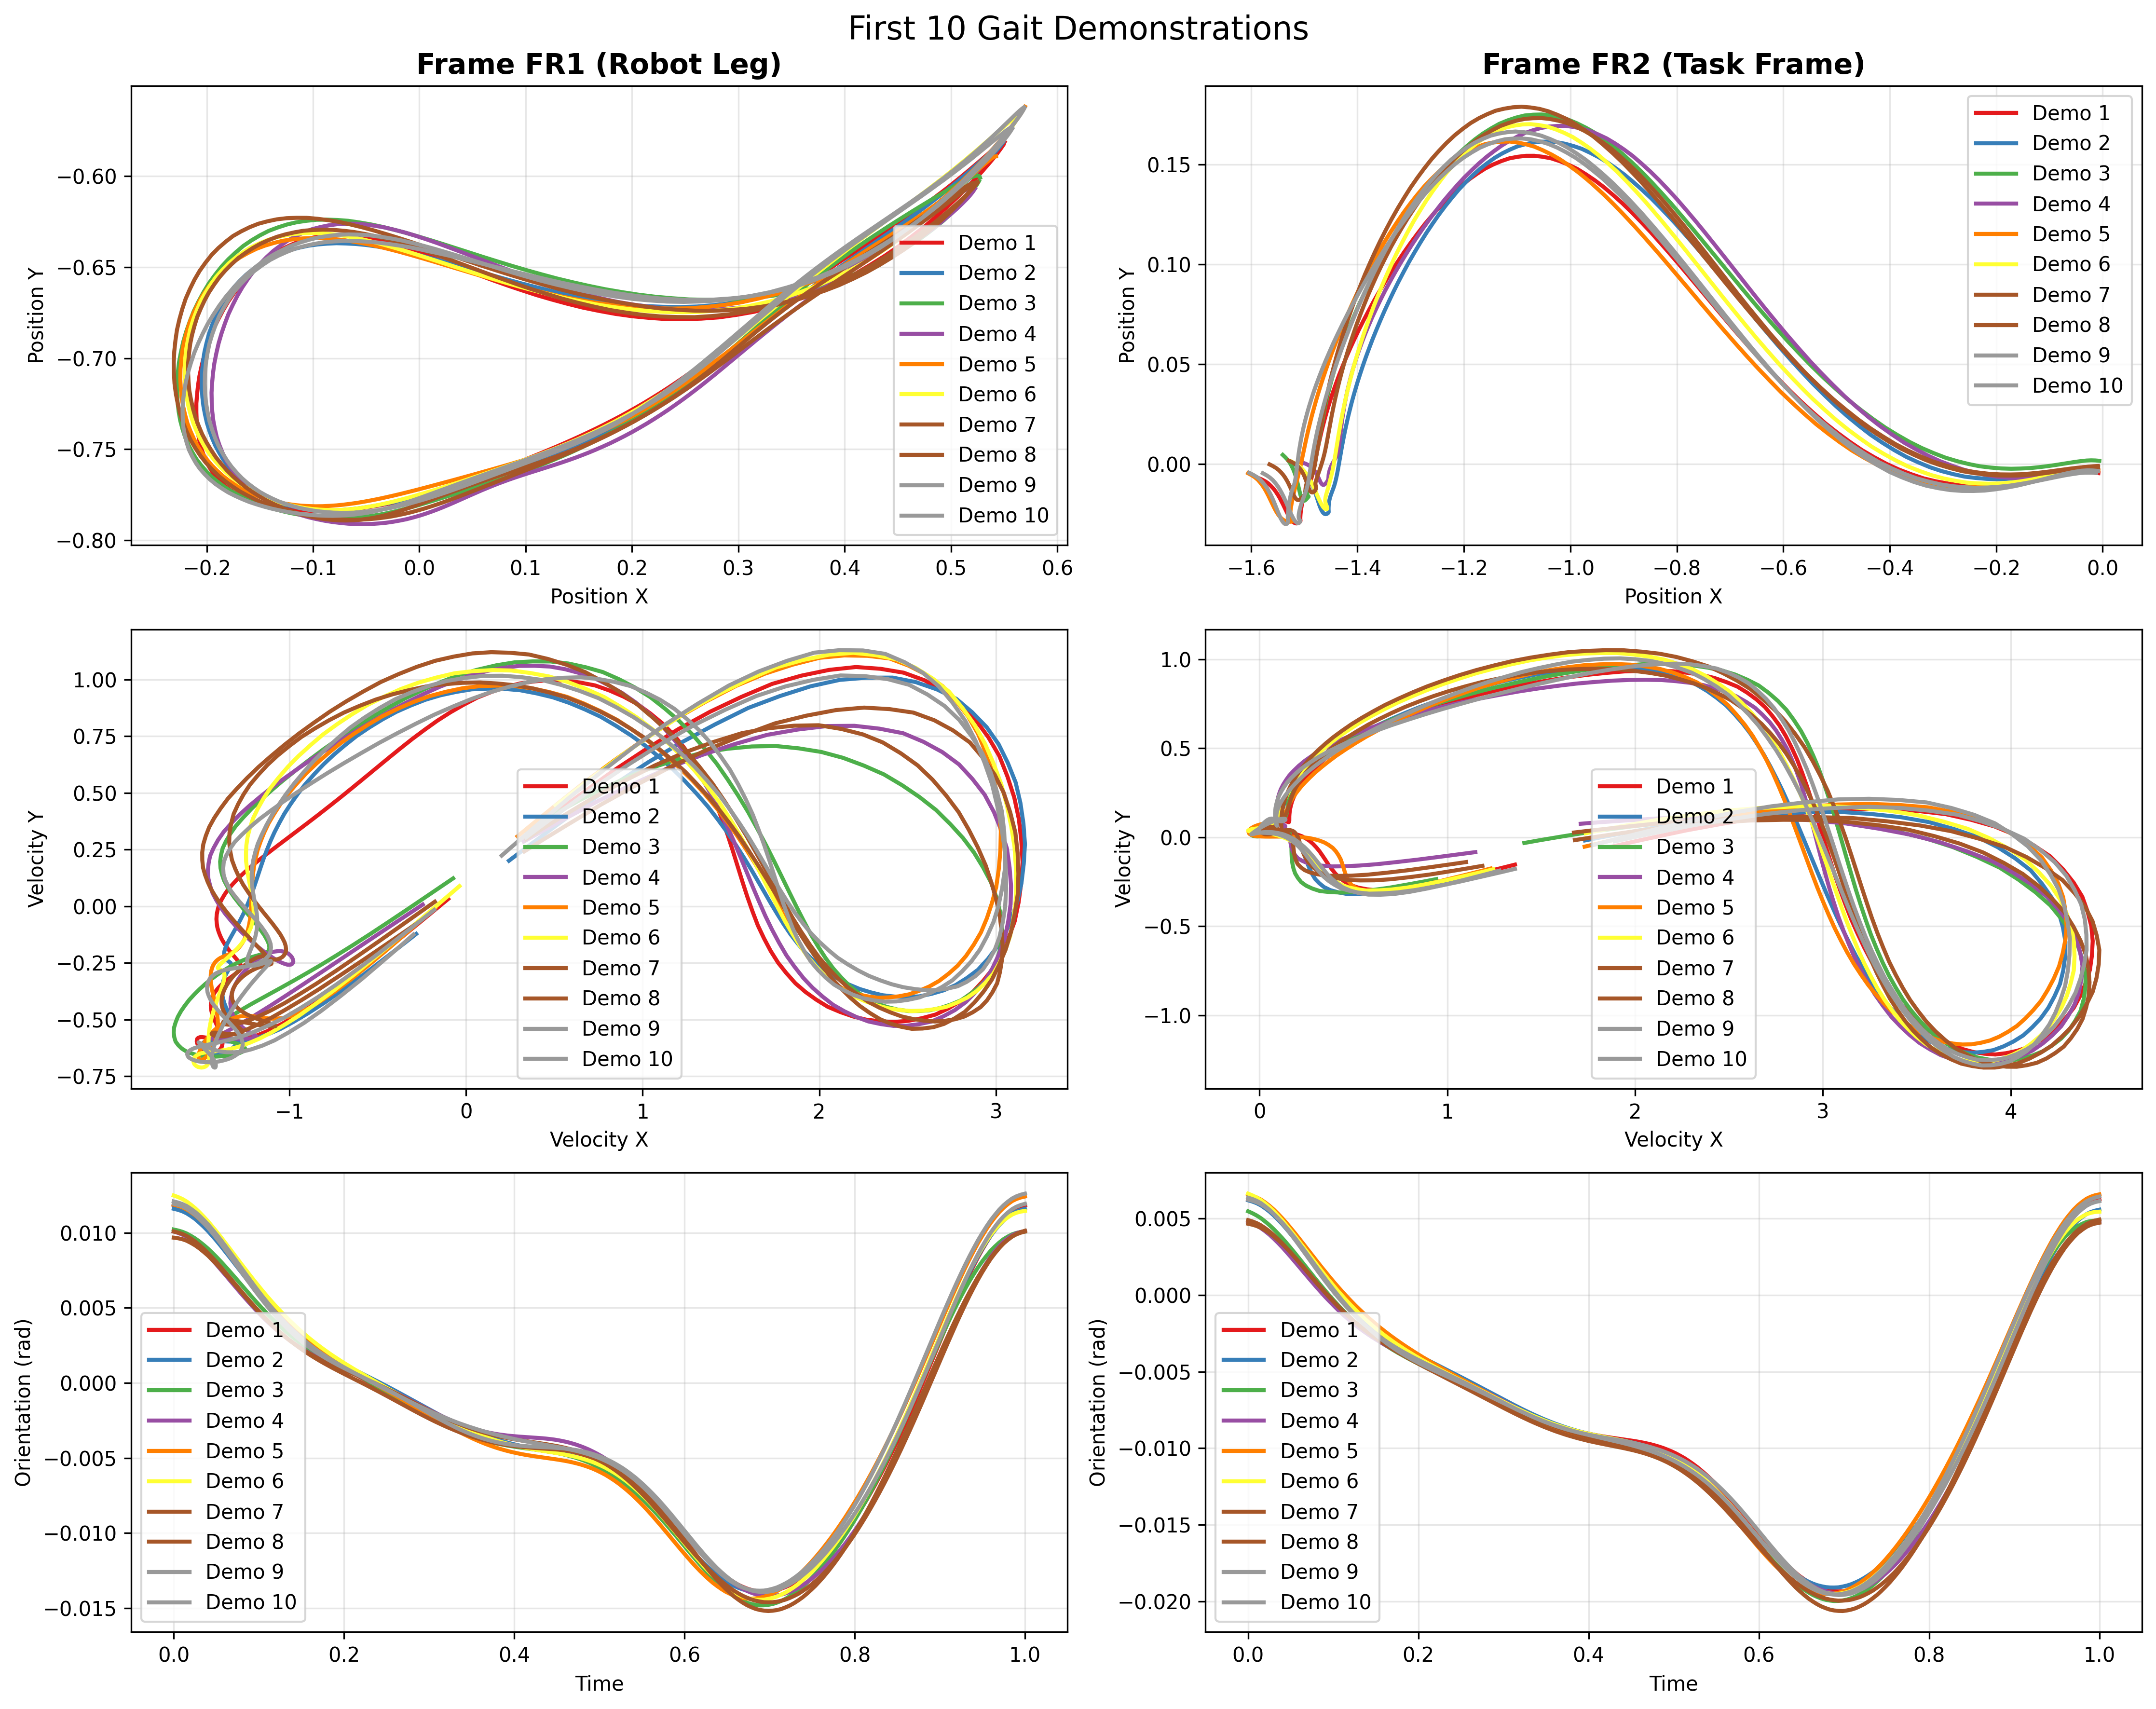 First 10 Gait Demonstrations
Frame FR1 (Robot Leg)
−0.60
−0.65
−0.70
−0.75
−0.80
Position Y
−0.2 −0.1 0.0 0.1 0.2 0.3 0.4 0.5 0.6
Position X
Demo 1
Demo 2
Demo 3
Demo 4
Demo 5
Demo 6
Demo 7
Demo 8
Demo 9
Demo 10
Frame FR2 (Task Frame)
0.15
0.10
0.05
0.00
Position Y
−1.6 −1.4 −1.2 −1.0 −0.8 −0.6 −0.4 −0.2 0.0
Position X
Demo 1
Demo 2
Demo 3
Demo 4
Demo 5
Demo 6
Demo 7
Demo 8
Demo 9
Demo 10
1.00
0.75
0.50
0.25
0.00
−0.25
−0.50
−0.75
Velocity Y
−1 0 1 2 3
Velocity X
Demo 1
Demo 2
Demo 3
Demo 4
Demo 5
Demo 6
Demo 7
Demo 8
Demo 9
Demo 10
1.0
0.5
0.0
−0.5
−1.0
Velocity Y
0 1 2 3 4
Velocity X
Demo 1
Demo 2
Demo 3
Demo 4
Demo 5
Demo 6
Demo 7
Demo 8
Demo 9
Demo 10
0.010
0.005
0.000
−0.005
−0.010
−0.015
Orientation (rad)
0.0 0.2 0.4 0.6 0.8 1.0
Time
Demo 1
Demo 2
Demo 3
Demo 4
Demo 5
Demo 6
Demo 7
Demo 8
Demo 9
Demo 10
0.005
0.000
−0.005
−0.010
−0.015
−0.020
Orientation (rad)
0.0 0.2 0.4 0.6 0.8 1.0
Time
Demo 1
Demo 2
Demo 3
Demo 4
Demo 5
Demo 6
Demo 7
Demo 8
Demo 9
Demo 10